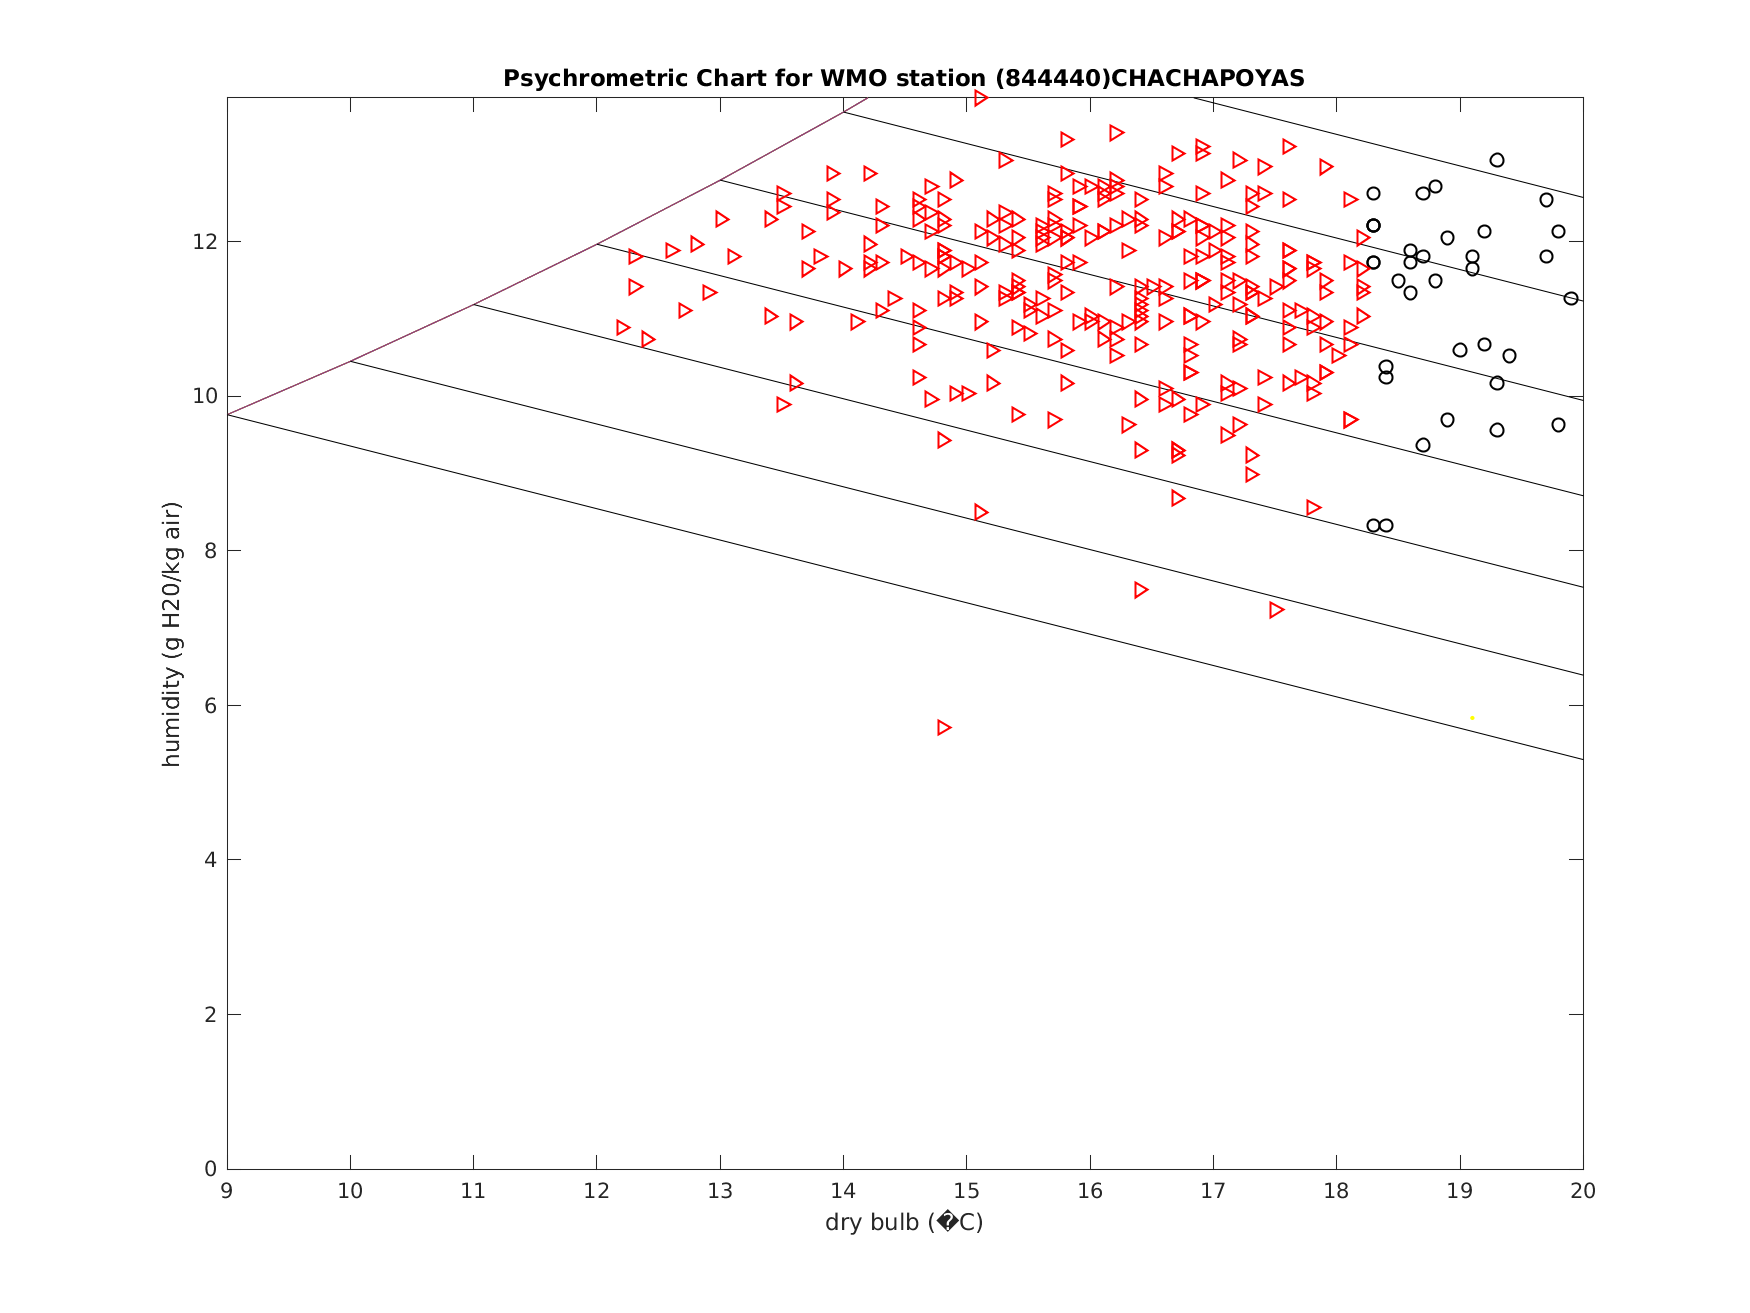 Psychrometric Chart for WMO station (844440)CHACHAPOYAS
humidity (g H20/kg air)
12
10
8
6
4
2
0
9 10 11 12 13 14 15 16 17 18 19 20
dry bulb (�C)